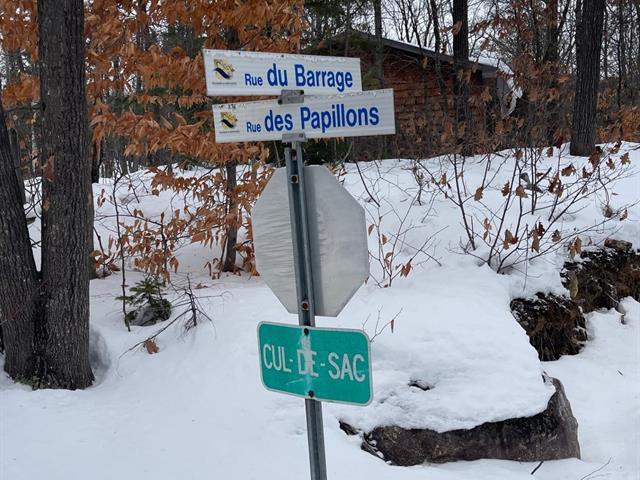 Rue du Barrage
Rue des Papillons
CUL-DE-SAC